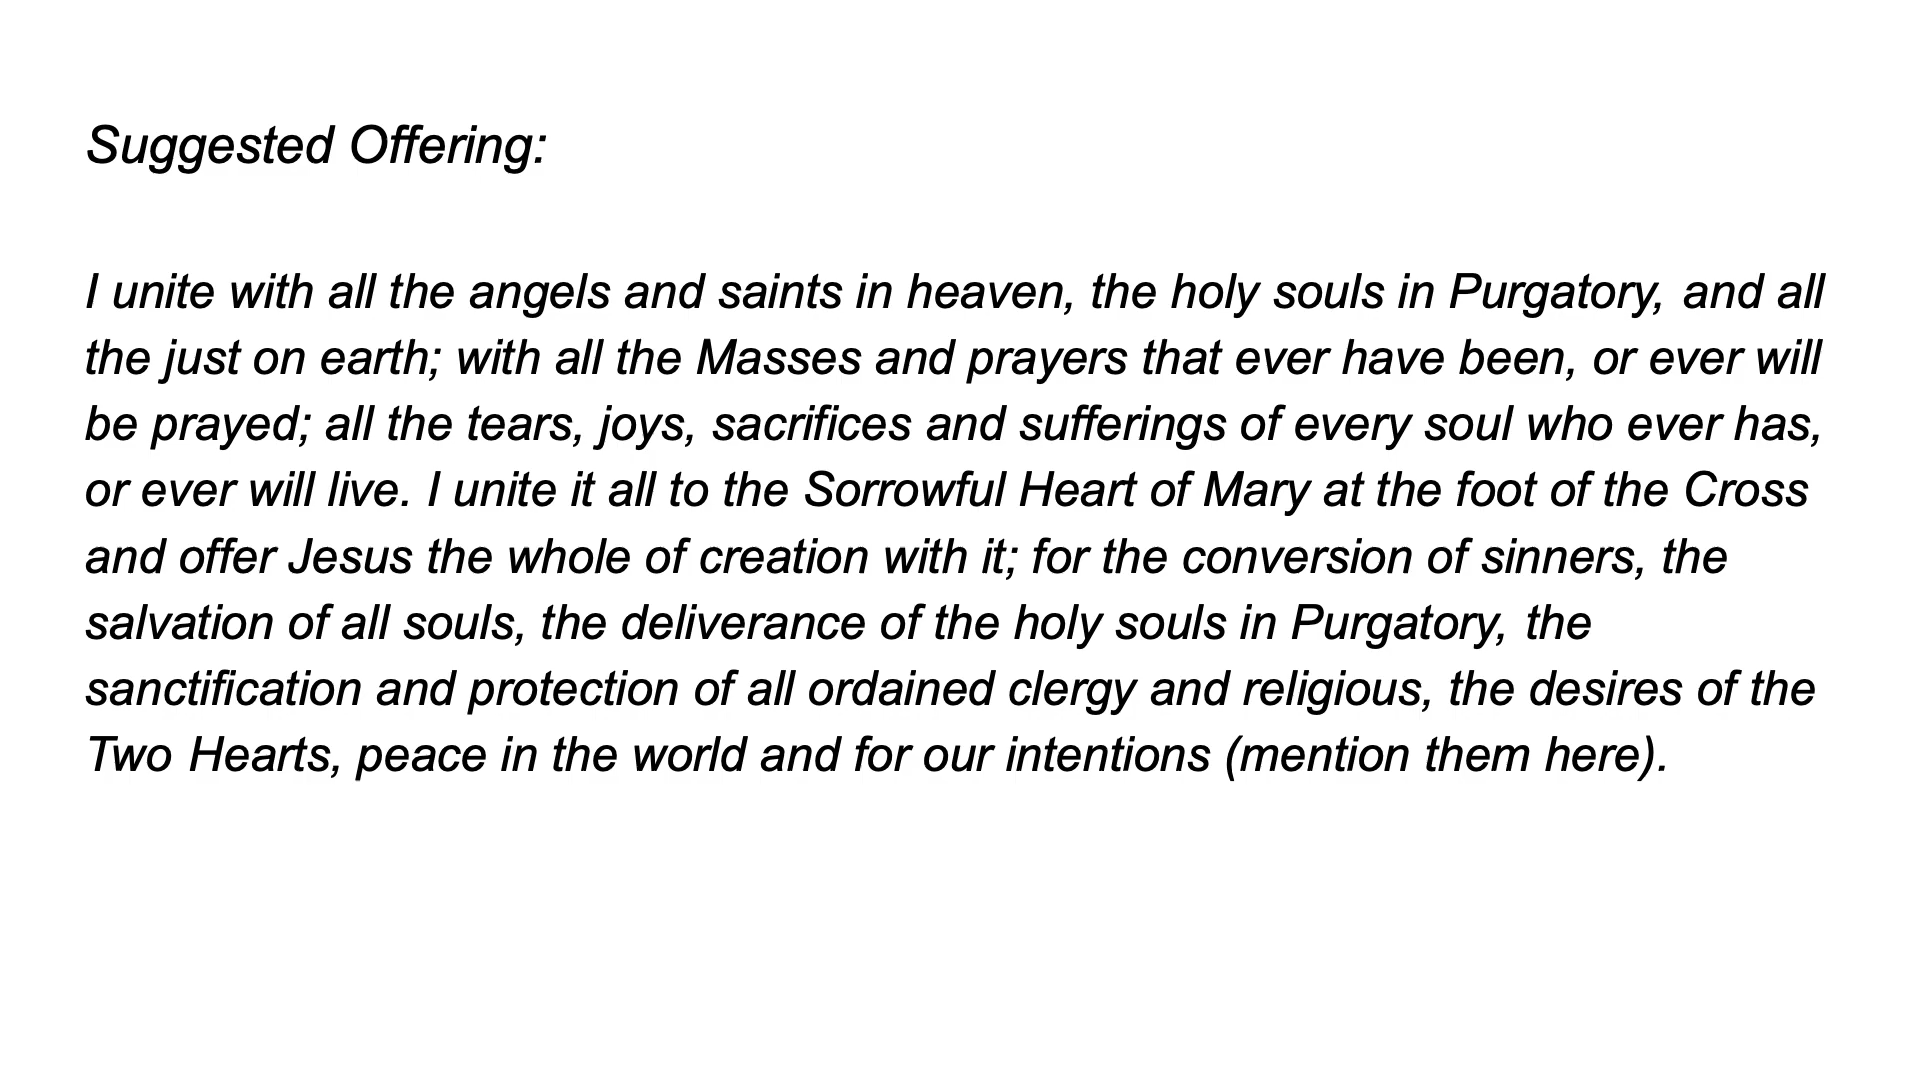 Suggested Offering:
I unite with all the angels and saints in heaven, the holy souls in Purgatory, and all
the just on earth; with all the Masses and prayers that ever have been, or ever will
be prayed; all the tears, joys, sacrifices and sufferings of every soul who ever has,
or ever will live. I unite it all to the Sorrowful Heart of Mary at the foot of the Cross
and offer Jesus the whole of creation with it; for the conversion of sinners, the
salvation of all souls, the deliverance of the holy souls in Purgatory, the
sanctification and protection of all ordained clergy and religious, the desires of the
Two Hearts, peace in the world and for our intentions (mention them here).